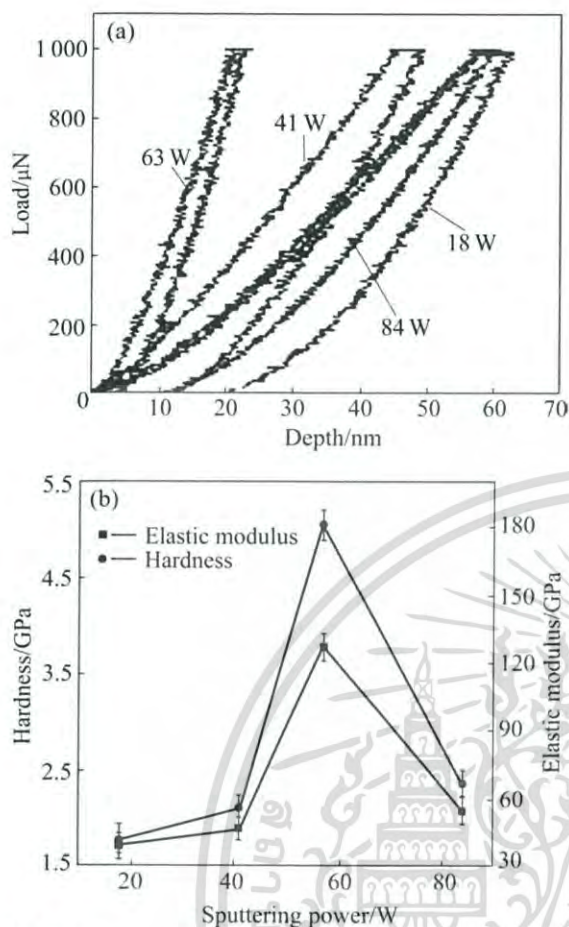 (a)
1 000
800
600
400
200
0
Load/μN
63 W
41 W
18 W
84 W
10 20 30 40 50 60 70
Depth/nm
(b)
Elastic modulus
Hardness
5.5
4.5
3.5
2.5
1.5
Hardness/GPa
180
150
120
90
60
30
Elastic modulus/GPa
20 40 60 80
Sputtering power/W